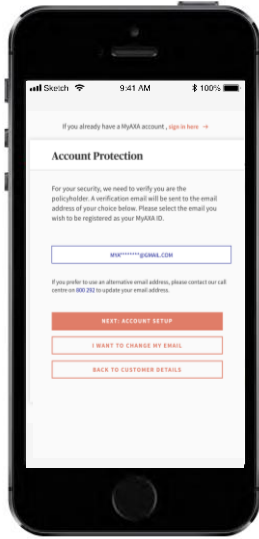 Sketch 9:41 AM 100%
If you already have a MyAXA account , sign in here →
Account Protection
For your security, we need to verify you are the
policyholder. A verification email will be sent to the email
address of your choice below. Please select the email you
wish to be registered as your MyAXA ID.
MYA*******@GMAIL.COM
If you prefer to use an alternative email address, please contact our call
centre on 800 292 to update your email address.
NEXT: ACCOUNT SETUP
I WANT TO CHANGE MY EMAIL
BACK TO CUSTOMER DETAILS